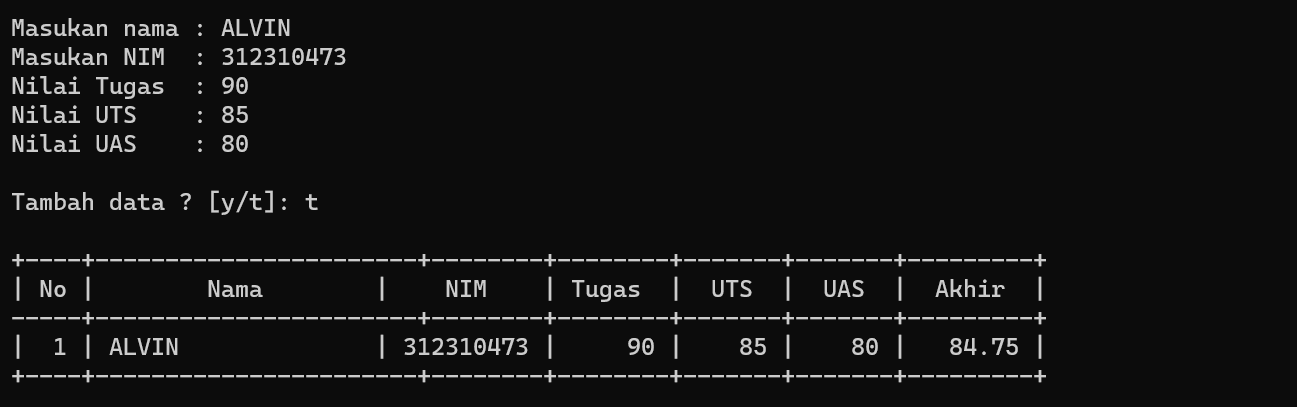 Masukan nama : ALVIN
Masukan NIM  : 312310473
Nilai Tugas  : 90
Nilai UTS    : 85
Nilai UAS    : 80
Tambah data ? [y/t]: t
+----+-----------------------+--------+--------+-------+-------+---------+
| No |        Nama        |    NIM    | Tugas  |  UTS  |  UAS  |  Akhir  |
-----+-----------------------+--------+--------+-------+-------+---------+
|  1 | ALVIN              | 312310473 |     90 |    85 |    80 |   84.75 |
+----+-----------------------+--------+--------+-------+-------+---------+